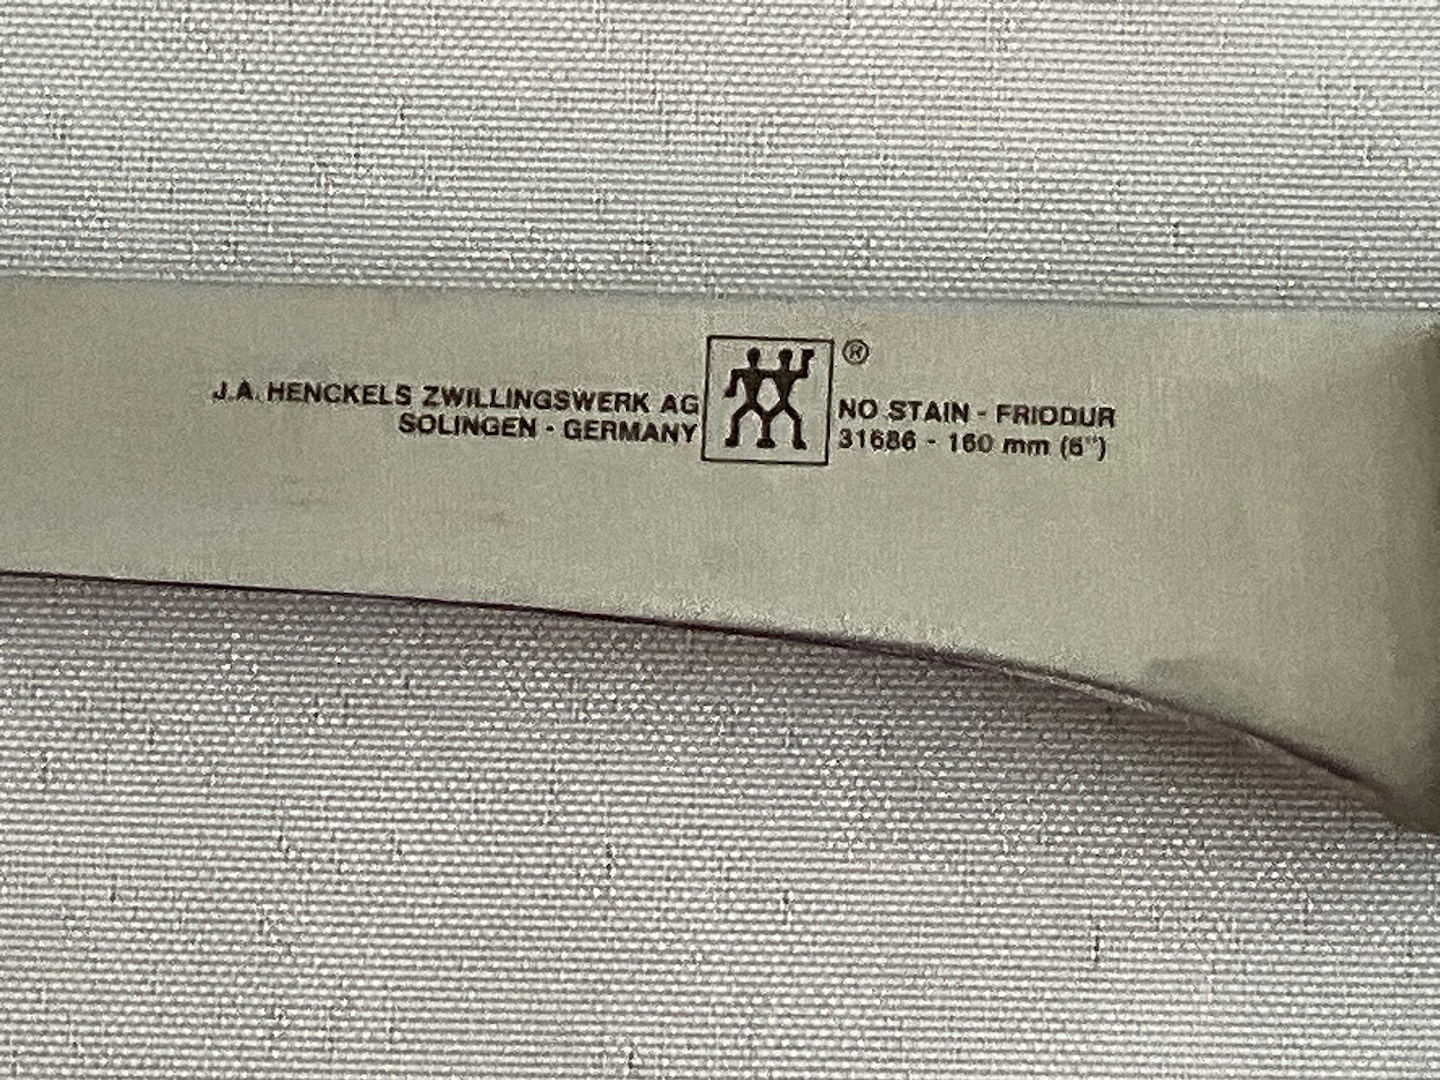 J.A. HENCKELS ZWILLINGSWERK AG
SOLINGEN - GERMANY
®
NO STAIN - FRIODUR
31686 - 160 mm (6")